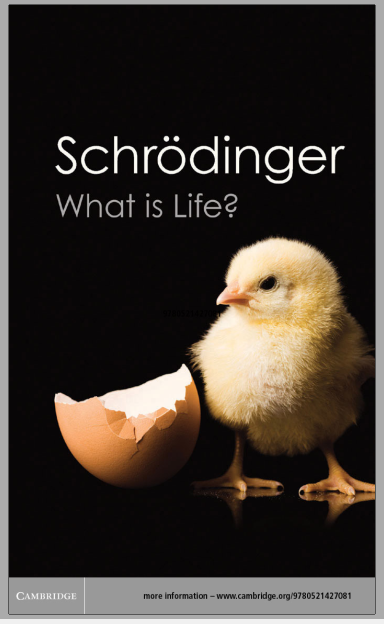 Schrödinger
What is Life?
CAMBRIDGE
more information – www.cambridge.org/9780521427081